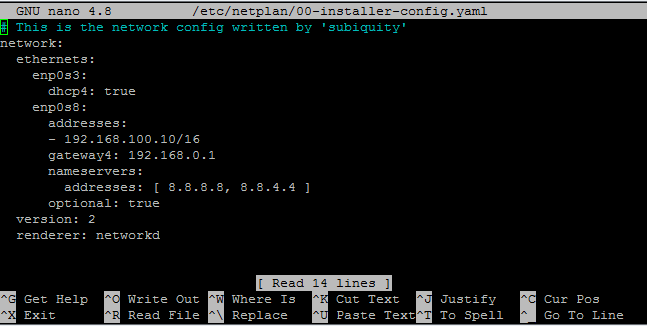 GNU nano 4.8 /etc/netplan/00-installer-config.yaml
# This is the network config written by 'subiquity'
network:
  ethernets:
    enp0s3:
      dhcp4: true
    enp0s8:
      addresses:
      - 192.168.100.10/16
      gateway4: 192.168.0.1
      nameservers:
        addresses: [ 8.8.8.8, 8.8.4.4 ]
      optional: true
  version: 2
  renderer: networkd
[ Read 14 lines ]
^G Get Help ^O Write Out ^W Where Is ^K Cut Text ^J Justify ^C Cur Pos
^X Exit ^R Read File ^\ Replace ^U Paste Text ^T To Spell ^_ Go To Line